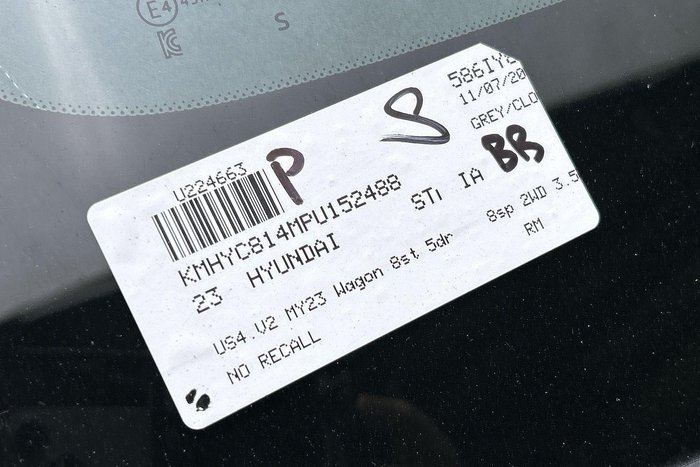 E4
S
586IY
11/07/20
GREY/CLO
8
BR
U224663
P
KMHYC814MPU152488
STi IA
23 HYUNDAI
8sp 2WD 3.5
US4.V2 MY23 Wagon 8st 5dr
RM
NO RECALL